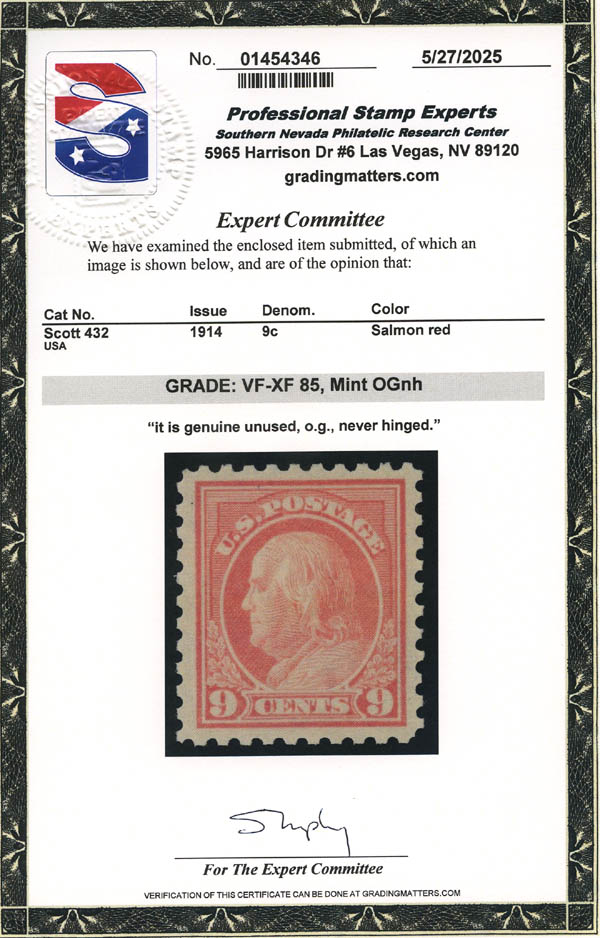 No. 01454346 5/27/2025
Professional Stamp Experts
Southern Nevada Philatelic Research Center
5965 Harrison Dr #6 Las Vegas, NV 89120
gradingmatters.com
Expert Committee
We have examined the enclosed item submitted, of which an
image is shown below, and are of the opinion that:
Cat No. Issue Denom. Color
Scott 432 1914 9c Salmon red
USA
GRADE: VF-XF 85, Mint OGnh
“it is genuine unused, o.g., never hinged.”
U.S. POSTAGE
9 CENTS 9
For The Expert Committee
VERIFICATION OF THIS CERTIFICATE CAN BE DONE AT GRADINGMATTERS.COM